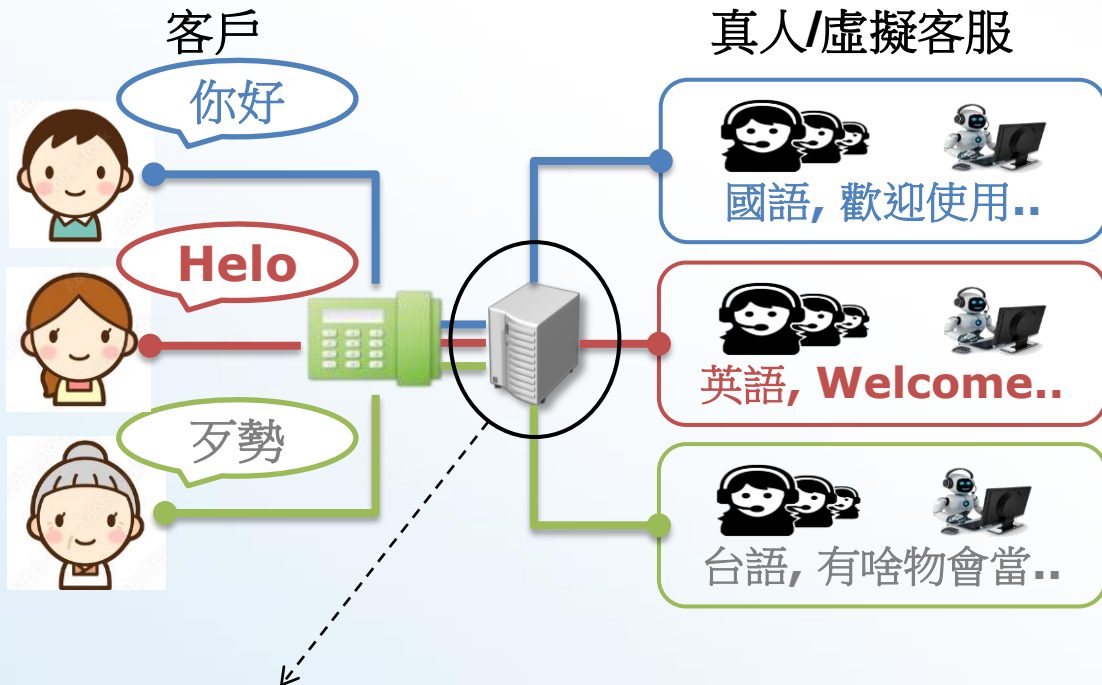 客戶
真人/虛擬客服
你好
國語, 歡迎使用..
Helo
英語, Welcome..
歹勢
台語, 有啥物會當..